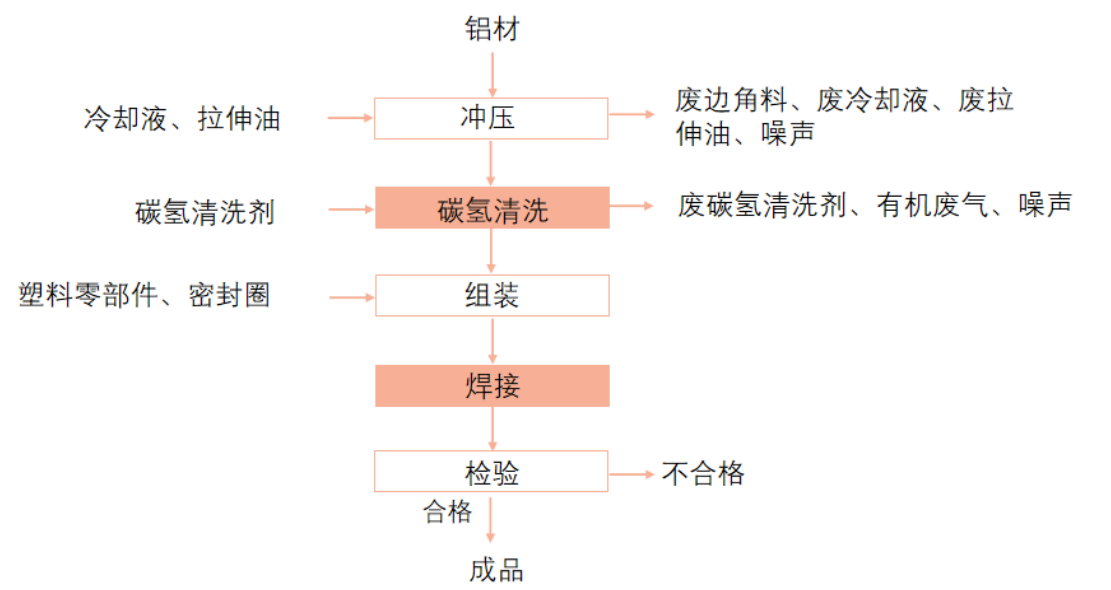 铝材
冷却液、拉伸油
冲压
废边角料、废冷却液、废拉
伸油、噪声
碳氢清洗剂
碳氢清洗
废碳氢清洗剂、有机废气、噪声
塑料零部件、密封圈
组装
焊接
检验
不合格
合格
成品